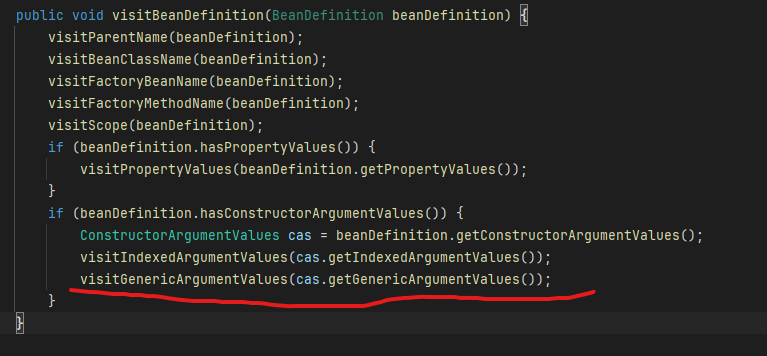 public void visitBeanDefinition(BeanDefinition beanDefinition) {
visitParentName(beanDefinition);
visitBeanClassName(beanDefinition);
visitFactoryBeanName(beanDefinition);
visitFactoryMethodName(beanDefinition);
visitScope(beanDefinition);
if (beanDefinition.hasPropertyValues()) {
visitPropertyValues(beanDefinition.getPropertyValues());
}
if (beanDefinition.hasConstructorArgumentValues()) {
ConstructorArgumentValues cas = beanDefinition.getConstructorArgumentValues();
visitIndexedArgumentValues(cas.getIndexedArgumentValues());
visitGenericArgumentValues(cas.getGenericArgumentValues());
}
}